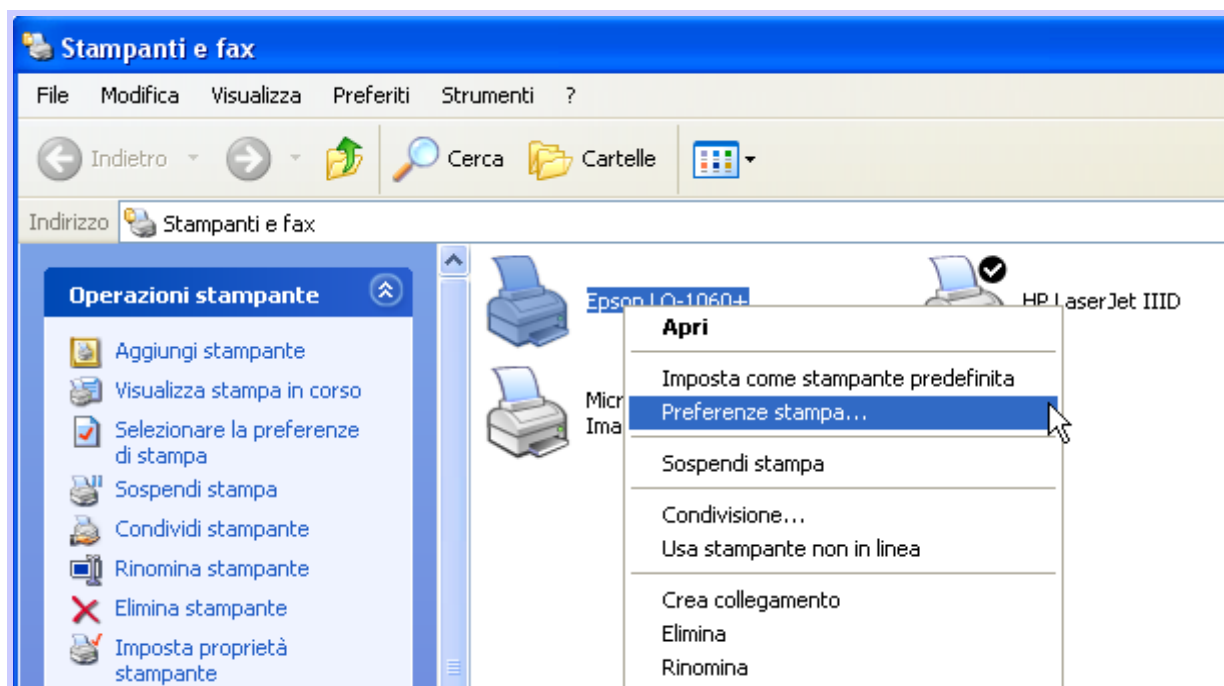 Stampanti e fax
File Modifica Visualizza Preferiti Strumenti ?
Indietro Cerca Cartelle
Indirizzo Stampanti e fax
Operazioni stampante
Aggiungi stampante
Visualizza stampa in corso
Selezionare la preferenze
di stampa
Sospendi stampa
Condividi stampante
Rinomina stampante
Elimina stampante
Imposta proprietà
stampante
Epson LQ-1060+
HP LaserJet IIID
Micr
Ima
Apri
Imposta come stampante predefinita
Preferenze stampa...
Sospendi stampa
Condivisione...
Usa stampante non in linea
Crea collegamento
Elimina
Rinomina